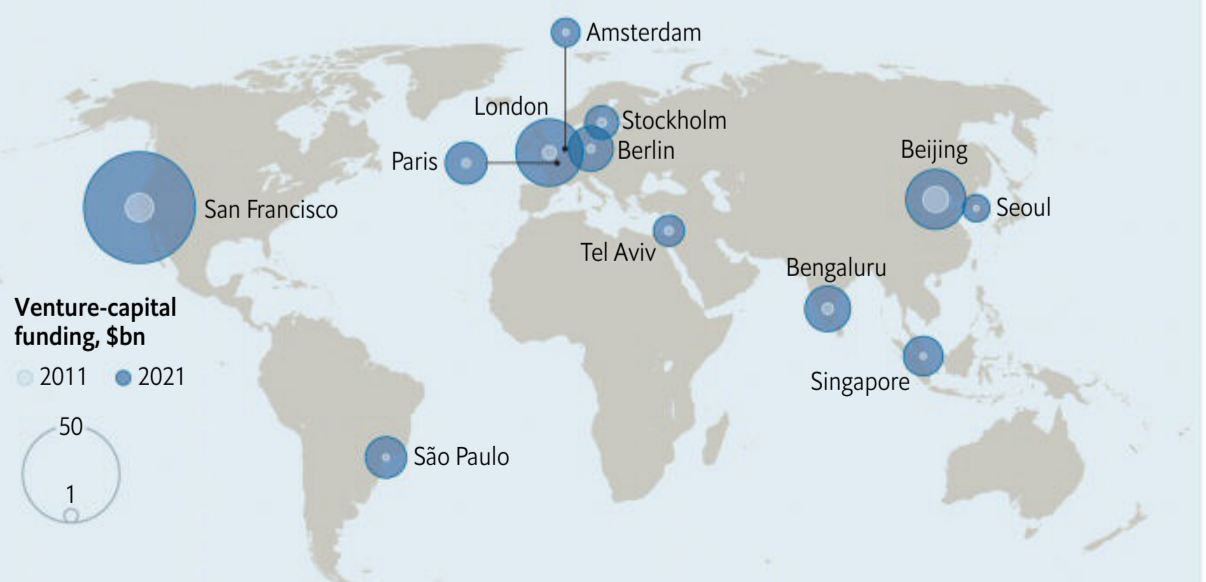 Amsterdam
London
Stockholm
Paris
Berlin
Beijing
San Francisco
Seoul
Tel Aviv
Bengaluru
Venture-capital
funding, $bn
2011 2021
Singapore
50
São Paulo
1